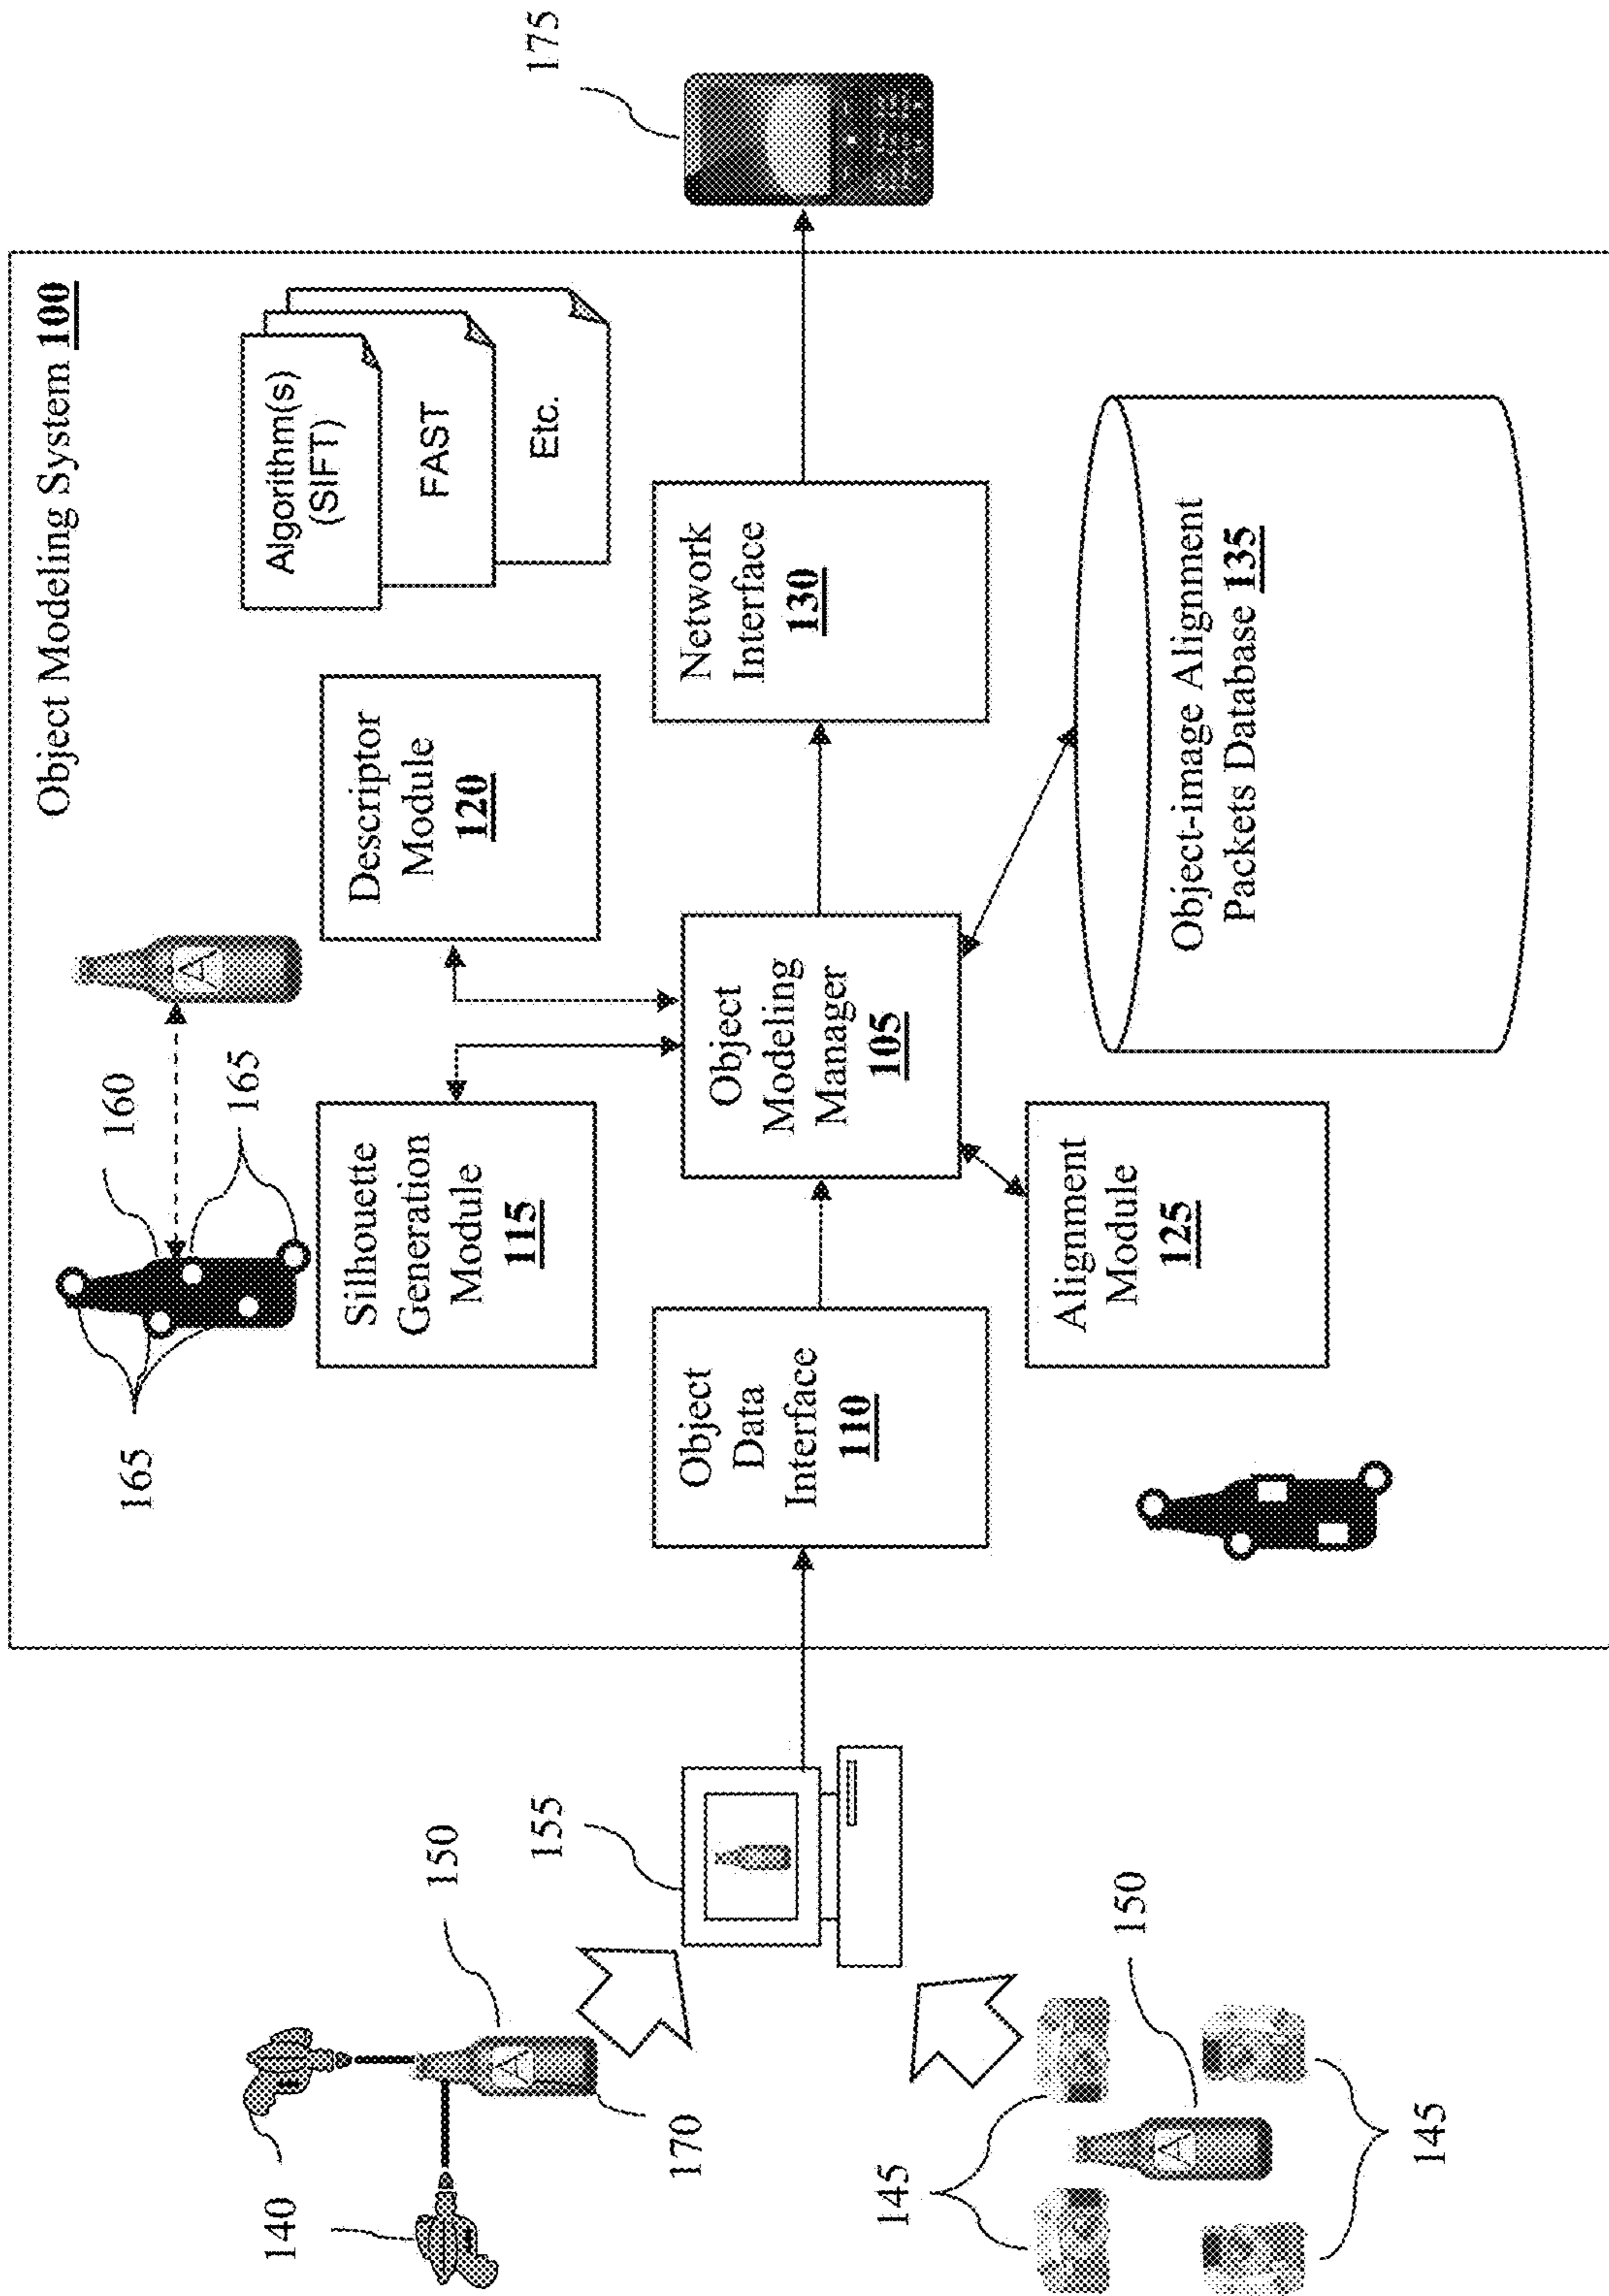 Object Modeling System 100
160
165
165
Algorithm(s)
(SIFT)
FAST
Etc.
A
Silhouette
Generation
Module
115
Descriptor
Module
120
140
150
170
A
155
175
Object
Data
Interface
110
Object
Modeling
Manager
105
Network
Interface
130
145
150
A
145
Alignment
Module
125
Object-image Alignment
Packets Database 135